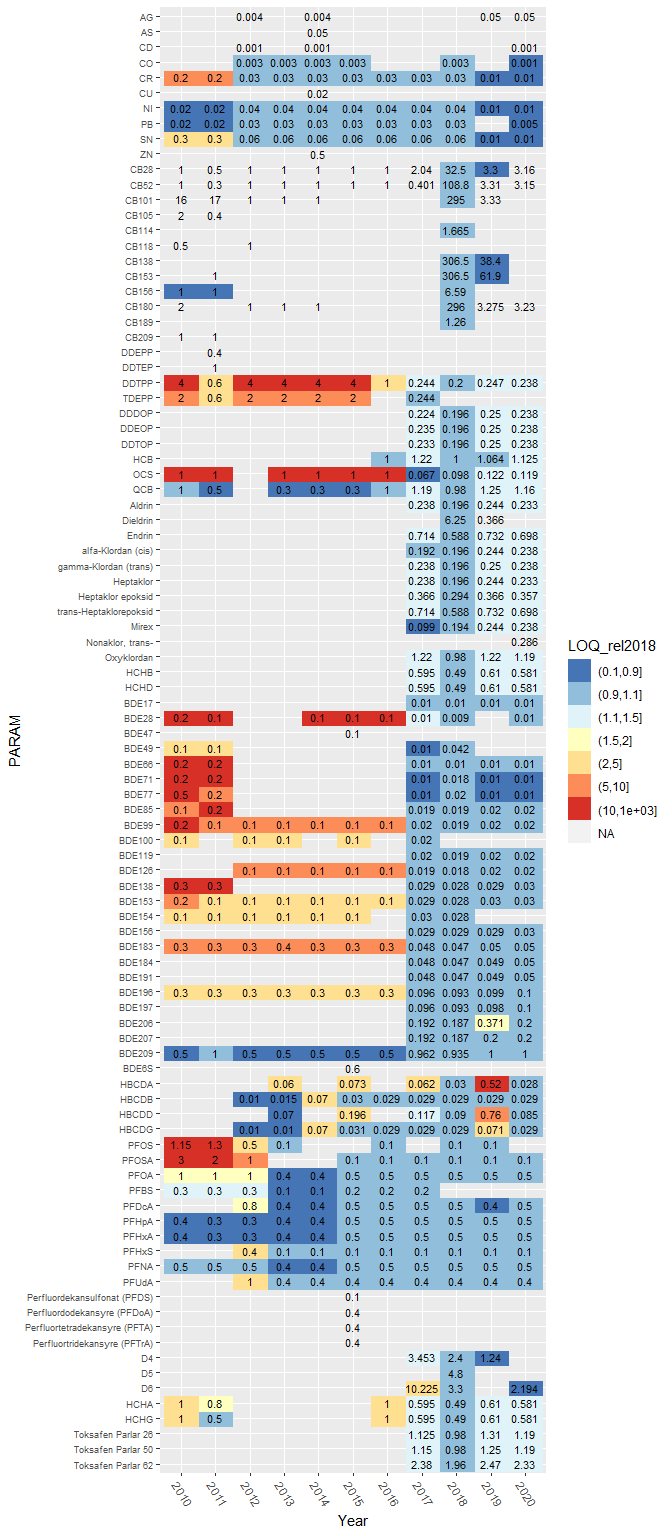 AG 0.004 0.004 0.05 0.05
AS 0.05
CD 0.001 0.001 0.001
CO 0.003 0.003 0.003 0.003 0.003 0.001
CR 0.2 0.2 0.03 0.03 0.03 0.03 0.03 0.03 0.03 0.01 0.01
CU 0.02
NI 0.02 0.02 0.04 0.04 0.04 0.04 0.04 0.04 0.04 0.01 0.01
PB 0.02 0.02 0.03 0.03 0.03 0.03 0.03 0.03 0.03 0.005
SN 0.3 0.3 0.06 0.06 0.06 0.06 0.06 0.06 0.06 0.01 0.01
ZN 0.5
CB28 1 0.5 1 1 1 1 1 2.04 32.5 3.3 3.16
CB52 1 0.3 1 1 1 1 1 0.401 108.8 3.31 3.15
CB101 16 17 1 1 1 295 3.33
CB105 2 0.4
CB114 1.665
CB118 0.5 1
CB138 306.5 38.4
CB153 1 306.5 61.9
CB156 1 1 6.59
CB180 2 1 1 1 296 3.275 3.23
CB189 1.26
CB209 1 1
DDEPP 0.4
DDTEP 1
DDTPP 4 0.6 4 4 4 4 1 0.244 0.2 0.247 0.238
TDEPP 2 0.6 2 2 2 2 0.244
DDDOP 0.224 0.196 0.25 0.238
DDEOP 0.235 0.196 0.25 0.238
DDTOP 0.233 0.196 0.25 0.238
HCB 1 1.22 1 1.064 1.125
OCS 1 1 1 1 1 1 0.067 0.098 0.122 0.119
QCB 1 0.5 0.3 0.3 0.3 1 1.19 0.98 1.25 1.16
Aldrin 0.238 0.196 0.244 0.233
Dieldrin 6.25 0.366
Endrin 0.714 0.588 0.732 0.698
alfa-Klordan (cis) 0.192 0.196 0.244 0.238
gamma-Klordan (trans) 0.238 0.196 0.25 0.238
Heptaklor 0.238 0.196 0.244 0.233
Heptaklor epoksid 0.366 0.294 0.366 0.357
trans-Heptaklorepoksid 0.714 0.588 0.732 0.698
Mirex 0.099 0.194 0.244 0.238
Nonaklor, trans- 0.286
Oxyklordan 1.22 0.98 1.22 1.19
HCHB 0.595 0.49 0.61 0.581
HCHD 0.595 0.49 0.61 0.581
BDE17 0.01 0.01 0.01 0.01
BDE28 0.2 0.1 0.1 0.1 0.1 0.01 0.009 0.01
BDE47 0.1
BDE49 0.1 0.1 0.01 0.042
BDE66 0.2 0.2 0.01 0.01 0.01 0.01
BDE71 0.2 0.2 0.01 0.018 0.01 0.01
BDE77 0.5 0.2 0.01 0.02 0.01 0.01
BDE85 0.1 0.2 0.019 0.019 0.02 0.02
BDE99 0.2 0.1 0.1 0.1 0.1 0.1 0.1 0.02 0.019 0.02 0.02
BDE100 0.1 0.1 0.1 0.1 0.02
BDE119 0.02 0.019 0.02 0.02
BDE126 0.1 0.1 0.1 0.1 0.1 0.019 0.018 0.02 0.02
BDE138 0.3 0.3 0.029 0.028 0.029 0.03
BDE153 0.2 0.1 0.1 0.1 0.1 0.1 0.1 0.029 0.028 0.03 0.03
BDE154 0.1 0.1 0.1 0.1 0.1 0.1 0.03 0.028
BDE156 0.029 0.029 0.029 0.03
BDE183 0.3 0.3 0.3 0.4 0.3 0.3 0.3 0.048 0.047 0.05 0.05
BDE184 0.048 0.047 0.049 0.05
BDE191 0.048 0.047 0.049 0.05
BDE196 0.3 0.3 0.3 0.3 0.3 0.3 0.3 0.096 0.093 0.099 0.1
BDE197 0.096 0.093 0.098 0.1
BDE206 0.192 0.187 0.371 0.2
BDE207 0.192 0.187 0.2 0.2
BDE209 0.5 1 0.5 0.5 0.5 0.5 0.5 0.962 0.935 1 1
BDE6S 0.6
HBCDA 0.06 0.073 0.062 0.03 0.52 0.028
HBCDB 0.01 0.015 0.07 0.03 0.029 0.029 0.029 0.029 0.029
HBCDD 0.07 0.196 0.117 0.09 0.76 0.085
HBCDG 0.01 0.01 0.07 0.031 0.029 0.029 0.029 0.071 0.029
PFOS 1.15 1.3 0.5 0.1 0.1 0.1 0.1
PFOSA 3 2 1 0.1 0.1 0.1 0.1 0.1 0.1
PFOA 1 1 1 0.4 0.4 0.5 0.5 0.5 0.5 0.5 0.5
PFBS 0.3 0.3 0.3 0.1 0.1 0.2 0.2 0.2
PFDcA 0.8 0.4 0.4 0.5 0.5 0.5 0.5 0.4 0.5
PFHpA 0.4 0.3 0.3 0.4 0.4 0.5 0.5 0.5 0.5 0.5 0.5
PFHxA 0.4 0.3 0.3 0.4 0.4 0.5 0.5 0.5 0.5 0.5 0.5
PFHxS 0.4 0.1 0.1 0.1 0.1 0.1 0.1 0.1 0.1
PFNA 0.5 0.5 0.5 0.4 0.4 0.5 0.5 0.5 0.5 0.5 0.5
PFUdA 1 0.4 0.4 0.4 0.4 0.4 0.4 0.4 0.4
Perfluordekansulfonat (PFDS) 0.1
Perfluordodekansyre (PFDoA) 0.4
Perfluortetradekansyre (PFTA) 0.4
Perfluortridekansyre (PFTrA) 0.4
D4 3.453 2.4 1.24
D5 4.8
D6 10.225 3.3 2.194
HCHA 1 0.8 1 0.595 0.49 0.61 0.581
HCHG 1 0.5 1 0.595 0.49 0.61 0.581
Toksafen Parlar 26 1.125 0.98 1.31 1.19
Toksafen Parlar 50 1.15 0.98 1.25 1.19
Toksafen Parlar 62 2.38 1.96 2.47 2.33
2010 2011 2012 2013 2014 2015 2016 2017 2018 2019 2020
Year
PARAM
LOQ_rel2018
(0.1,0.9]
(0.9,1.1]
(1.1,1.5]
(1.5,2]
(2,5]
(5,10]
(10,1e+03]
NA